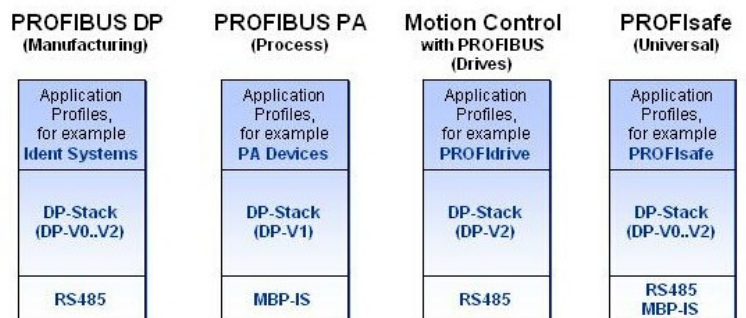 PROFIBUS DP
(Manufacturing)
Application
Profiles,
for example
Ident Systems
DP-Stack
(DP-V0..V2)
RS485
PROFIBUS PA
(Process)
Application
Profiles,
for example
PA Devices
DP-Stack
(DP-V1)
MBP-IS
Motion Control
with PROFIBUS
(Drives)
Application
Profiles,
for example
PROFIdrive
DP-Stack
(DP-V2)
RS485
PROFIsafe
(Universal)
Application
Profiles,
for example
PROFIsafe
DP-Stack
(DP-V0..V2)
RS485
MBP-IS